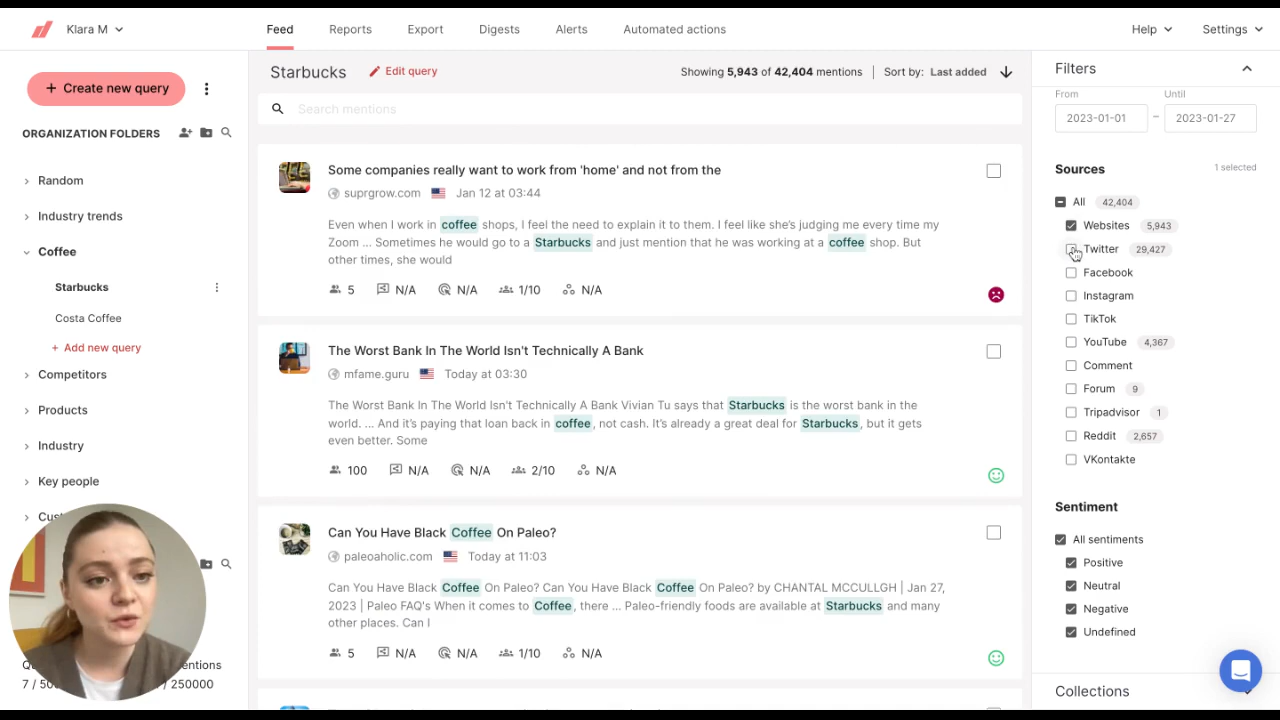 Klara M
Feed
Reports
Export
Digests
Alerts
Automated actions
Help
Settings
+ Create new query
ORGANIZATION FOLDERS
Random
Industry trends
Coffee
Starbucks
Costa Coffee
+ Add new query
Competitors
Products
Industry
Key people
7 / 50
/ 250000
Starbucks
Edit query
Showing 5,943 of 42,404 mentions
Sort by: Last added
Search mentions
Some companies really want to work from 'home' and not from the
suprgrow.com Jan 12 at 03:44
Even when I work in coffee shops, I feel the need to explain it to them. I feel like she's judging me every time my
Zoom ... Sometimes he would go to a Starbucks and just mention that he was working at a coffee shop. But
other times, she would
5 N/A N/A 1/10 N/A
The Worst Bank In The World Isn't Technically A Bank
mfame.guru Today at 03:30
The Worst Bank In The World Isn't Technically A Bank Vivian Tu says that Starbucks is the worst bank in the
world. ... And it's paying that loan back in coffee, not cash. It's already a great deal for Starbucks, but it gets
even better. Some
100 N/A N/A 2/10 N/A
Can You Have Black Coffee On Paleo?
paleoaholic.com Today at 11:03
Can You Have Black Coffee On Paleo? Can You Have Black Coffee On Paleo? by CHANTAL MCCULLGH | Jan 27,
2023 | Paleo FAQ's When it comes to Coffee, there ... Paleo-friendly foods are available at Starbucks and many
other places. Can I
5 N/A N/A 1/10 N/A
Filters
From Until
2023-01-01 – 2023-01-27
Sources 1 selected
All 42,404
Websites 5,943
Twitter 29,427
Facebook
Instagram
TikTok
YouTube 4,367
Comment
Forum 9
Tripadvisor 1
Reddit 2,657
VKontakte
Sentiment
All sentiments
Positive
Neutral
Negative
Undefined
Collections